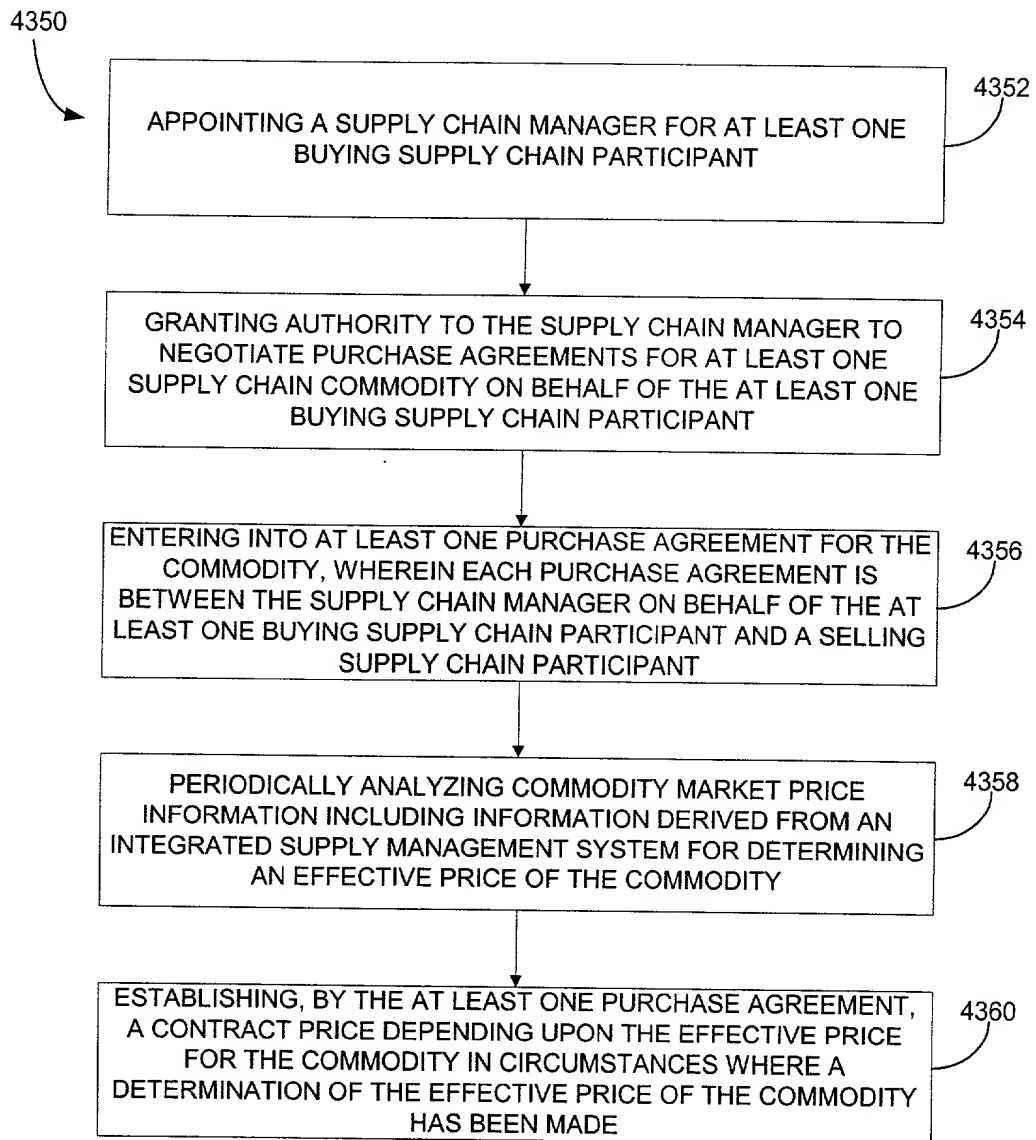 4350
4352
APPOINTING A SUPPLY CHAIN MANAGER FOR AT LEAST ONE
BUYING SUPPLY CHAIN PARTICIPANT
4354
GRANTING AUTHORITY TO THE SUPPLY CHAIN MANAGER TO
NEGOTIATE PURCHASE AGREEMENTS FOR AT LEAST ONE
SUPPLY CHAIN COMMODITY ON BEHALF OF THE AT LEAST ONE
BUYING SUPPLY CHAIN PARTICIPANT
4356
ENTERING INTO AT LEAST ONE PURCHASE AGREEMENT FOR THE
COMMODITY, WHEREIN EACH PURCHASE AGREEMENT IS
BETWEEN THE SUPPLY CHAIN MANAGER ON BEHALF OF THE AT
LEAST ONE BUYING SUPPLY CHAIN PARTICIPANT AND A SELLING
SUPPLY CHAIN PARTICIPANT
4358
PERIODICALLY ANALYZING COMMODITY MARKET PRICE
INFORMATION INCLUDING INFORMATION DERIVED FROM AN
INTEGRATED SUPPLY MANAGEMENT SYSTEM FOR DETERMINING
AN EFFECTIVE PRICE OF THE COMMODITY
4360
ESTABLISHING, BY THE AT LEAST ONE PURCHASE AGREEMENT,
A CONTRACT PRICE DEPENDING UPON THE EFFECTIVE PRICE
FOR THE COMMODITY IN CIRCUMSTANCES WHERE A
DETERMINATION OF THE EFFECTIVE PRICE OF THE COMMODITY
HAS BEEN MADE